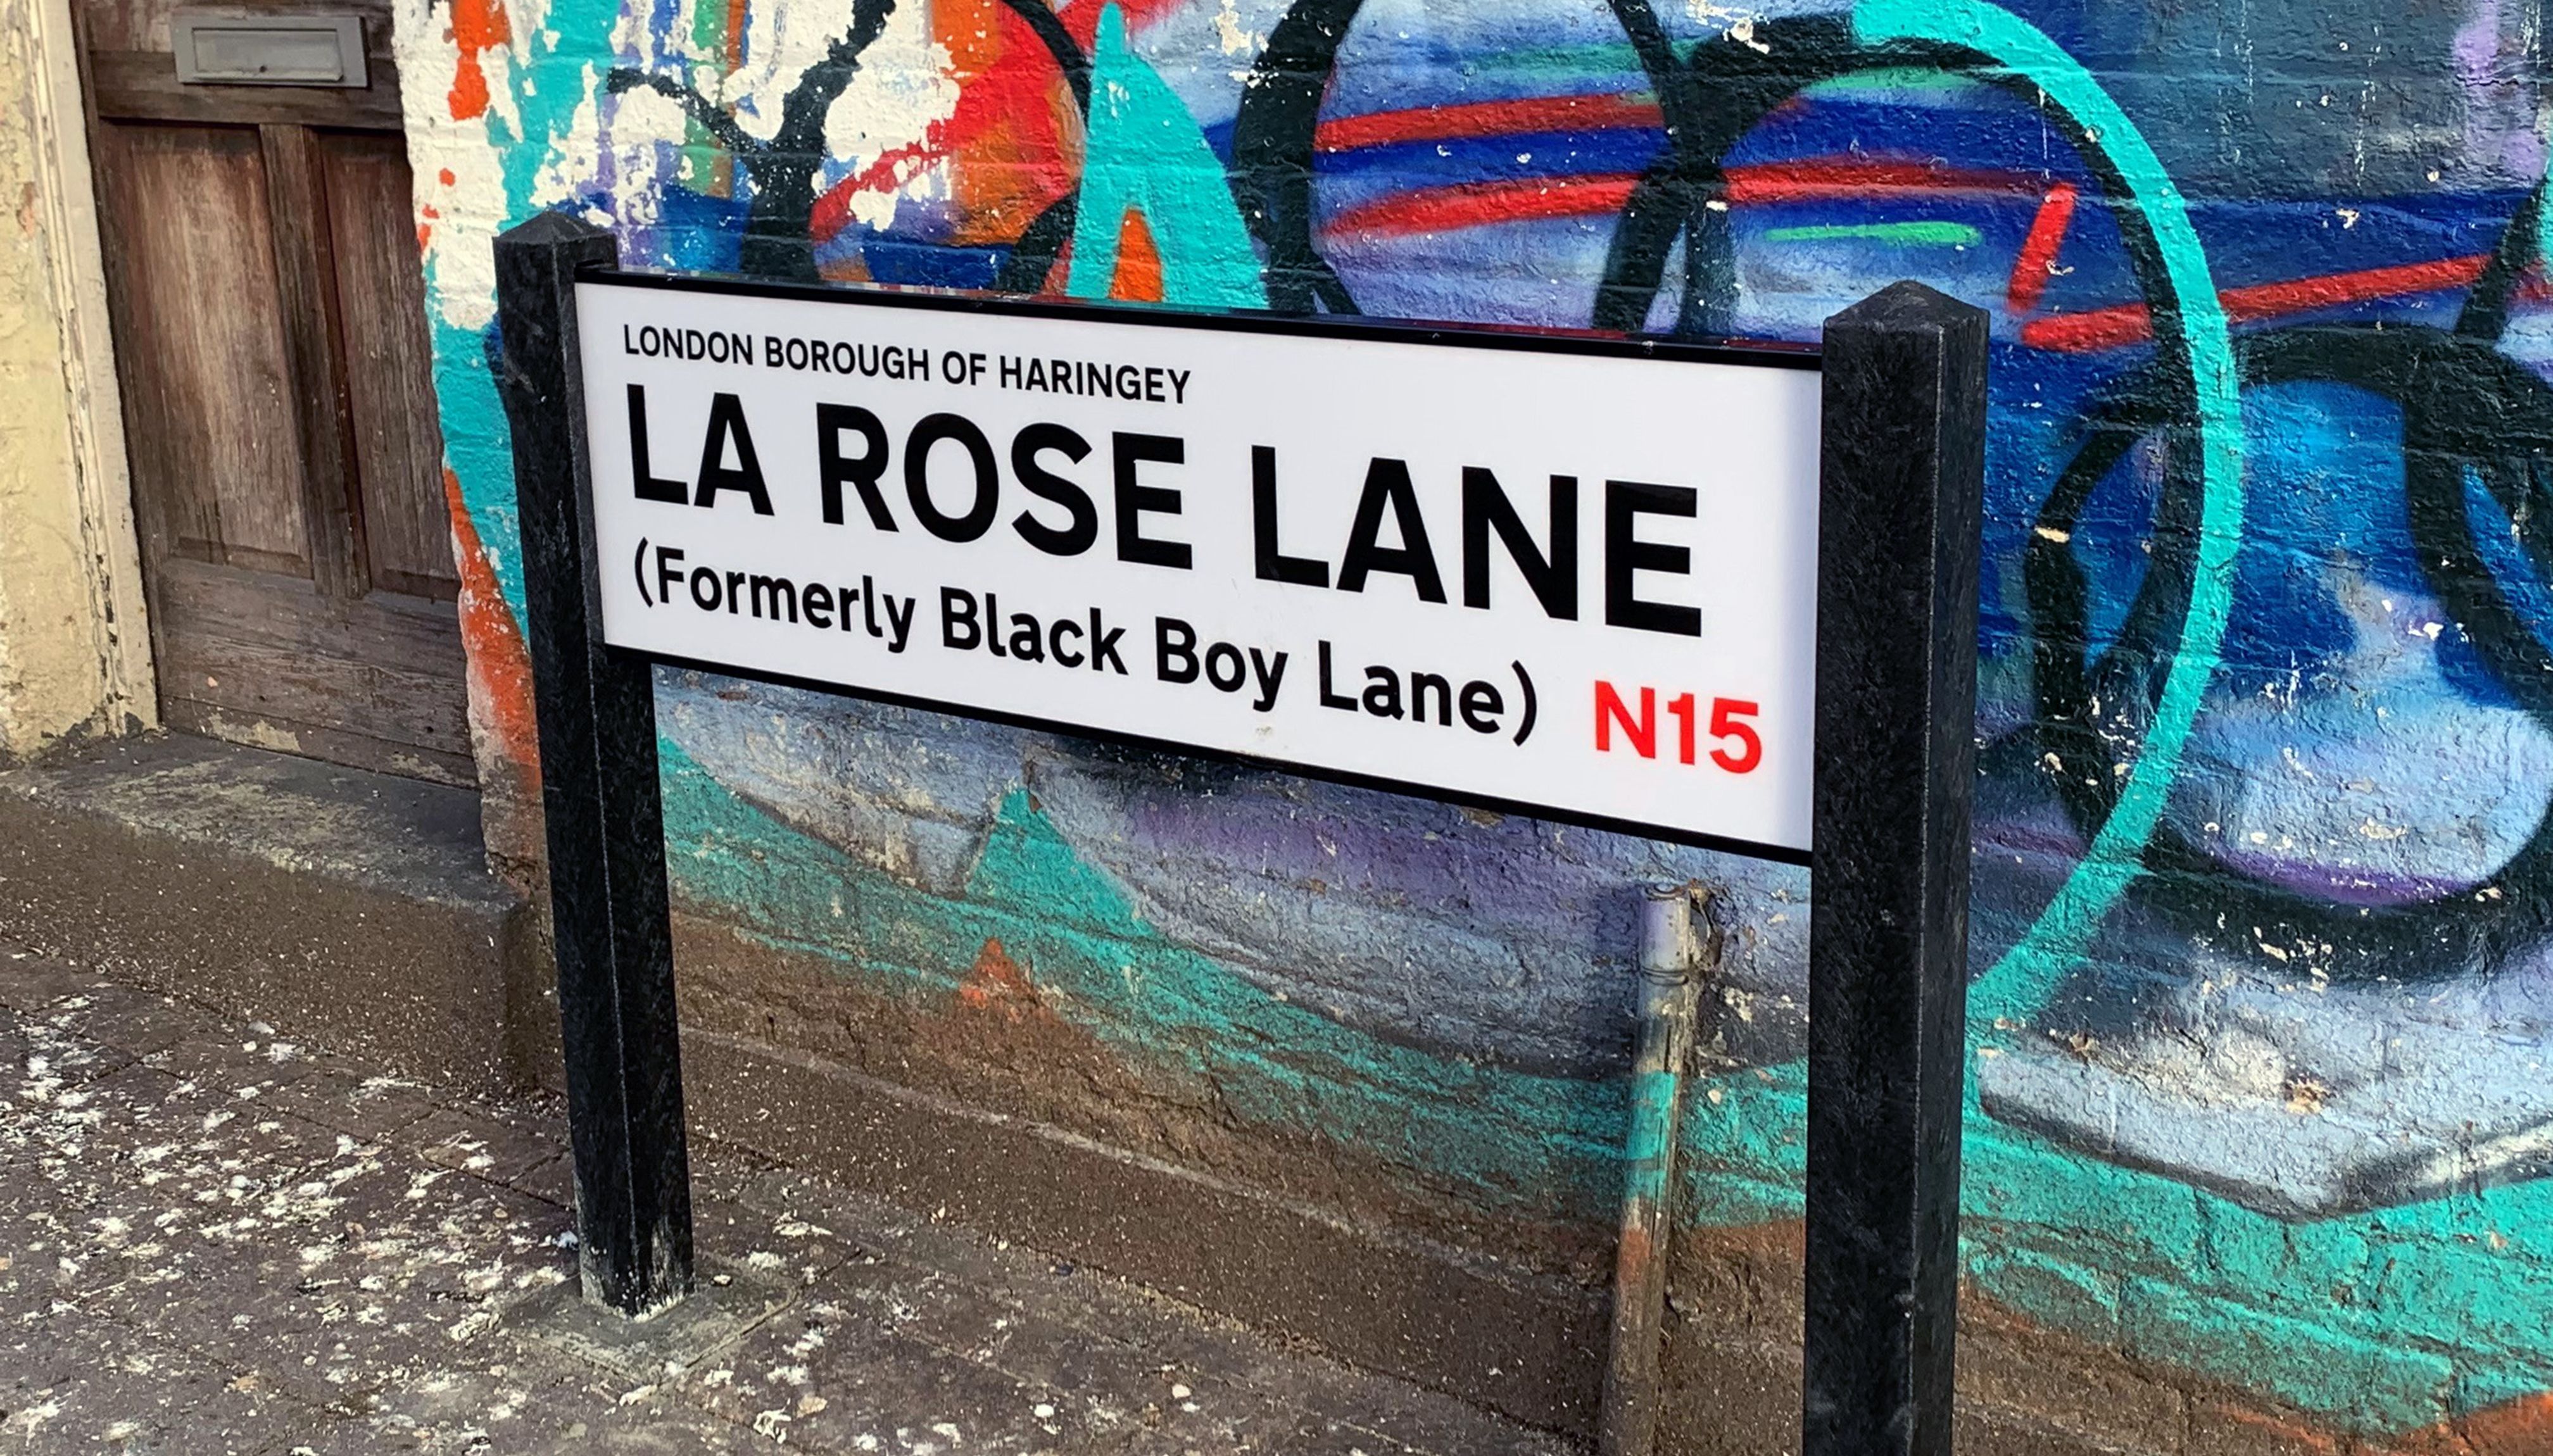 LONDON BOROUGH OF HARINGEY
LA ROSE LANE
(Formerly Black Boy Lane) N15